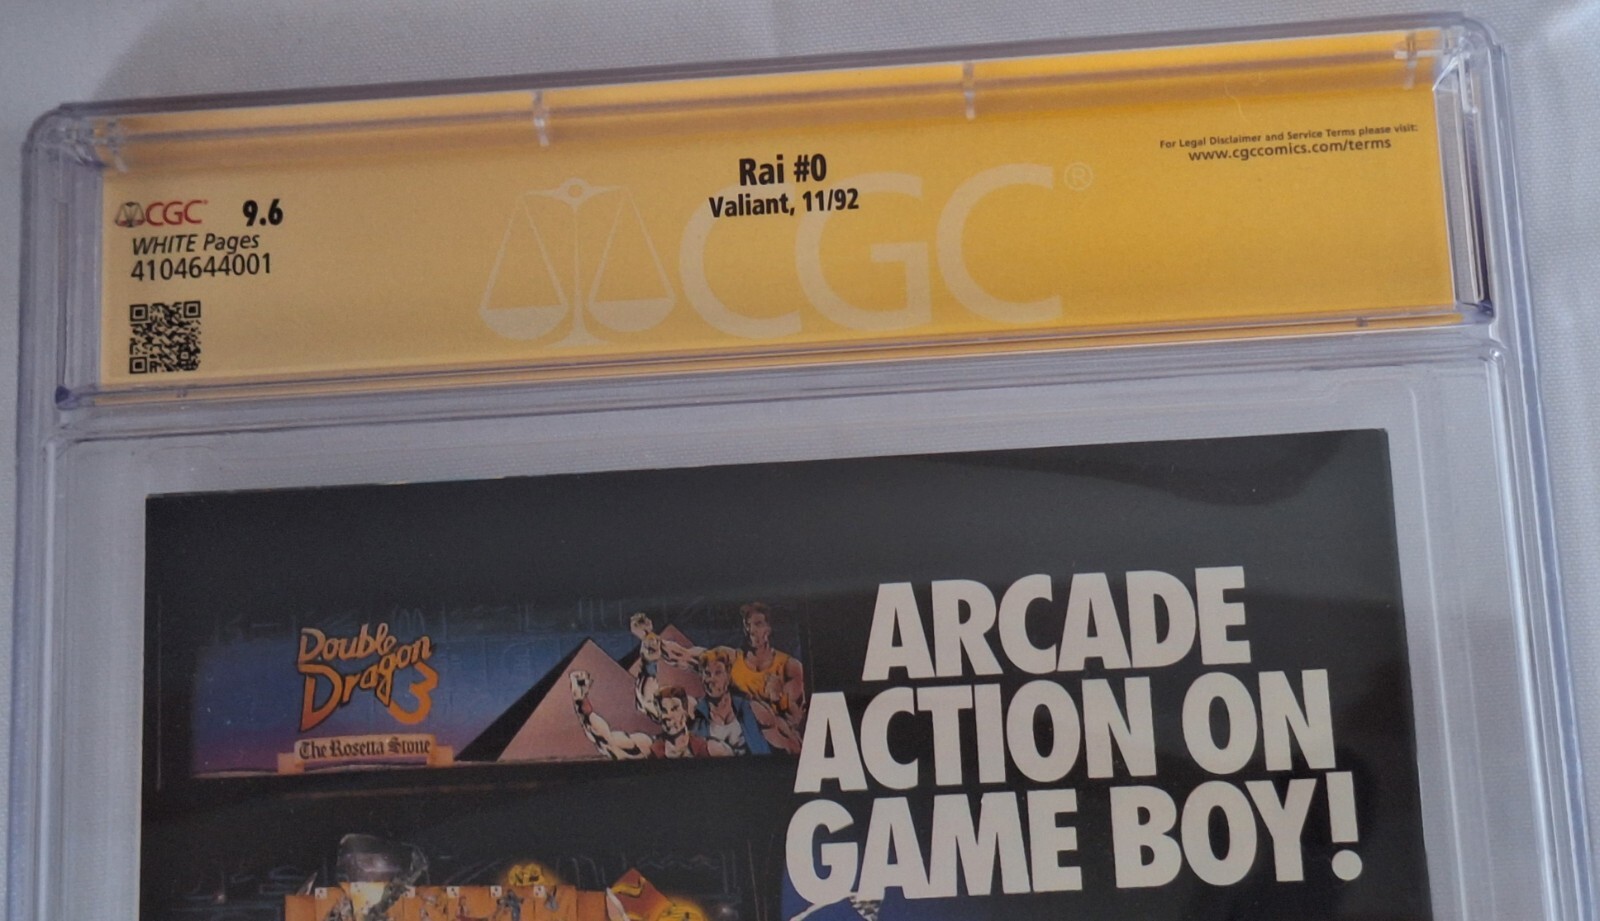 Rai #0
Valiant, 11/92
For Legal Disclaimer and Service Terms please visit:
www.cgccomics.com/terms
CGC® 9.6
WHITE Pages
4104644001
CGC®
Double
Dragon
3
The Rosetta Stone
ARCADE
ACTION ON
GAME BOY!